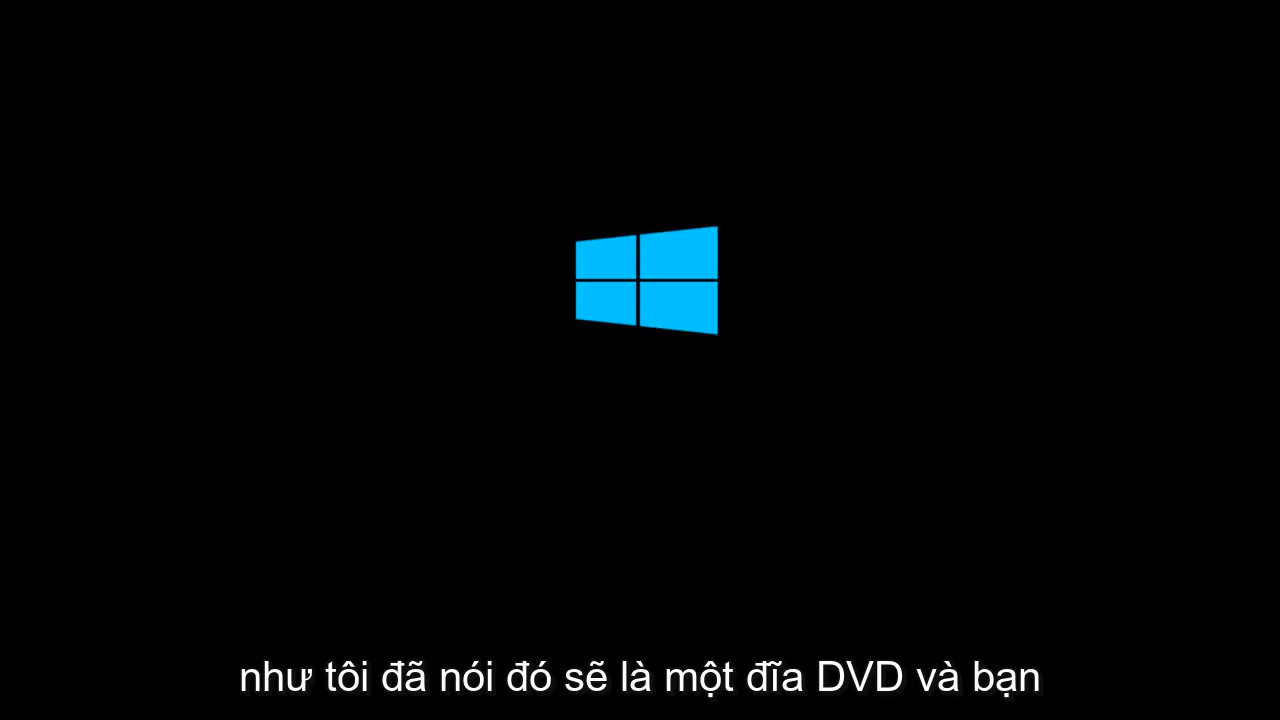 như tôi đã nói đó sẽ là một đĩa DVD và bạn